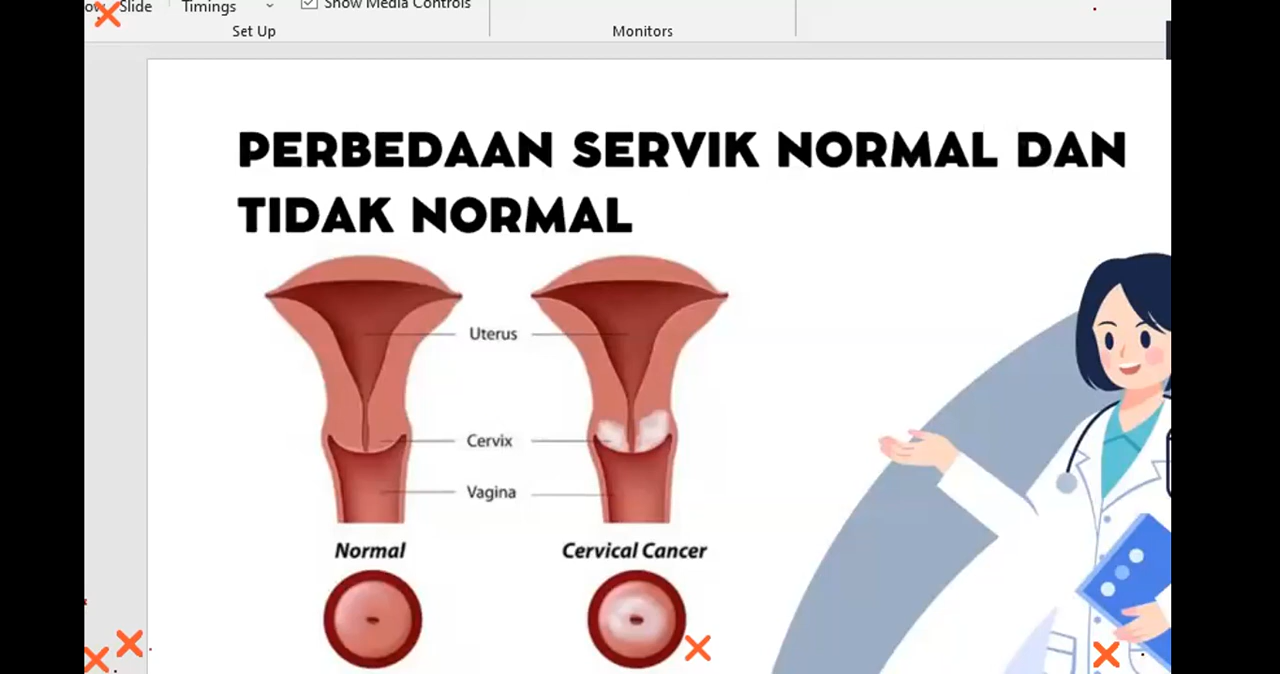 Slide Timings Show Media Controls
Set Up Monitors
PERBEDAAN SERVIK NORMAL DAN
TIDAK NORMAL
Uterus
Cervix
Vagina
Normal Cervical Cancer